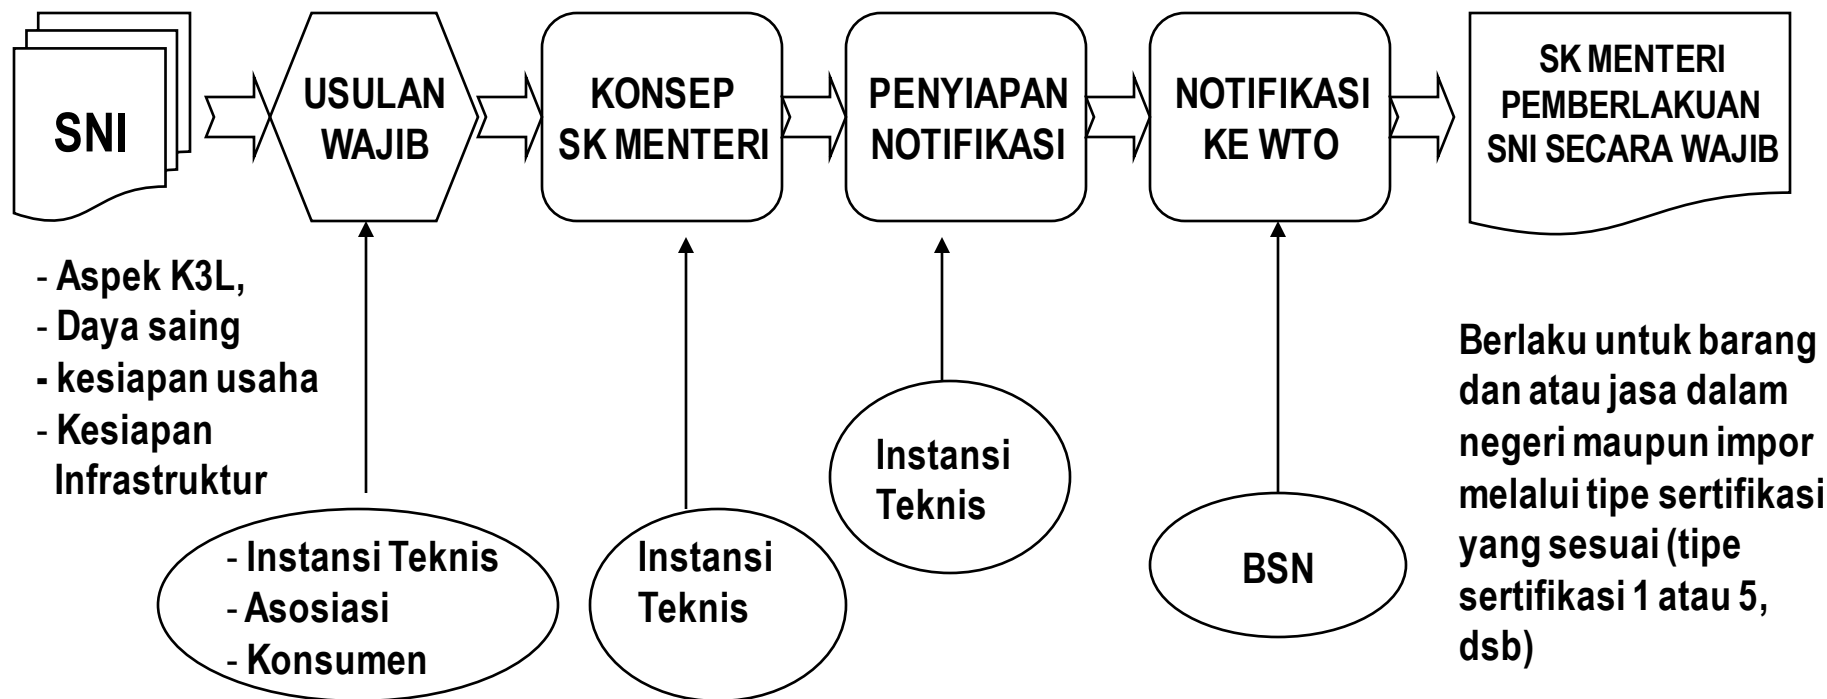 SNI
USULAN
WAJIB
KONSEP
SK MENTERI
PENYIAPAN
NOTIFIKASI
NOTIFIKASI
KE WTO
SK MENTERI
PEMBERLAKUAN
SNI SECARA WAJIB
- Aspek K3L,
- Daya saing
- kesiapan usaha
- Kesiapan
Infrastruktur
- Instansi Teknis
- Asosiasi
- Konsumen
Instansi
Teknis
Instansi
Teknis
BSN
Berlaku untuk barang
dan atau jasa dalam
negeri maupun impor
melalui tipe sertifikasi
yang sesuai (tipe
sertifikasi 1 atau 5,
dsb)